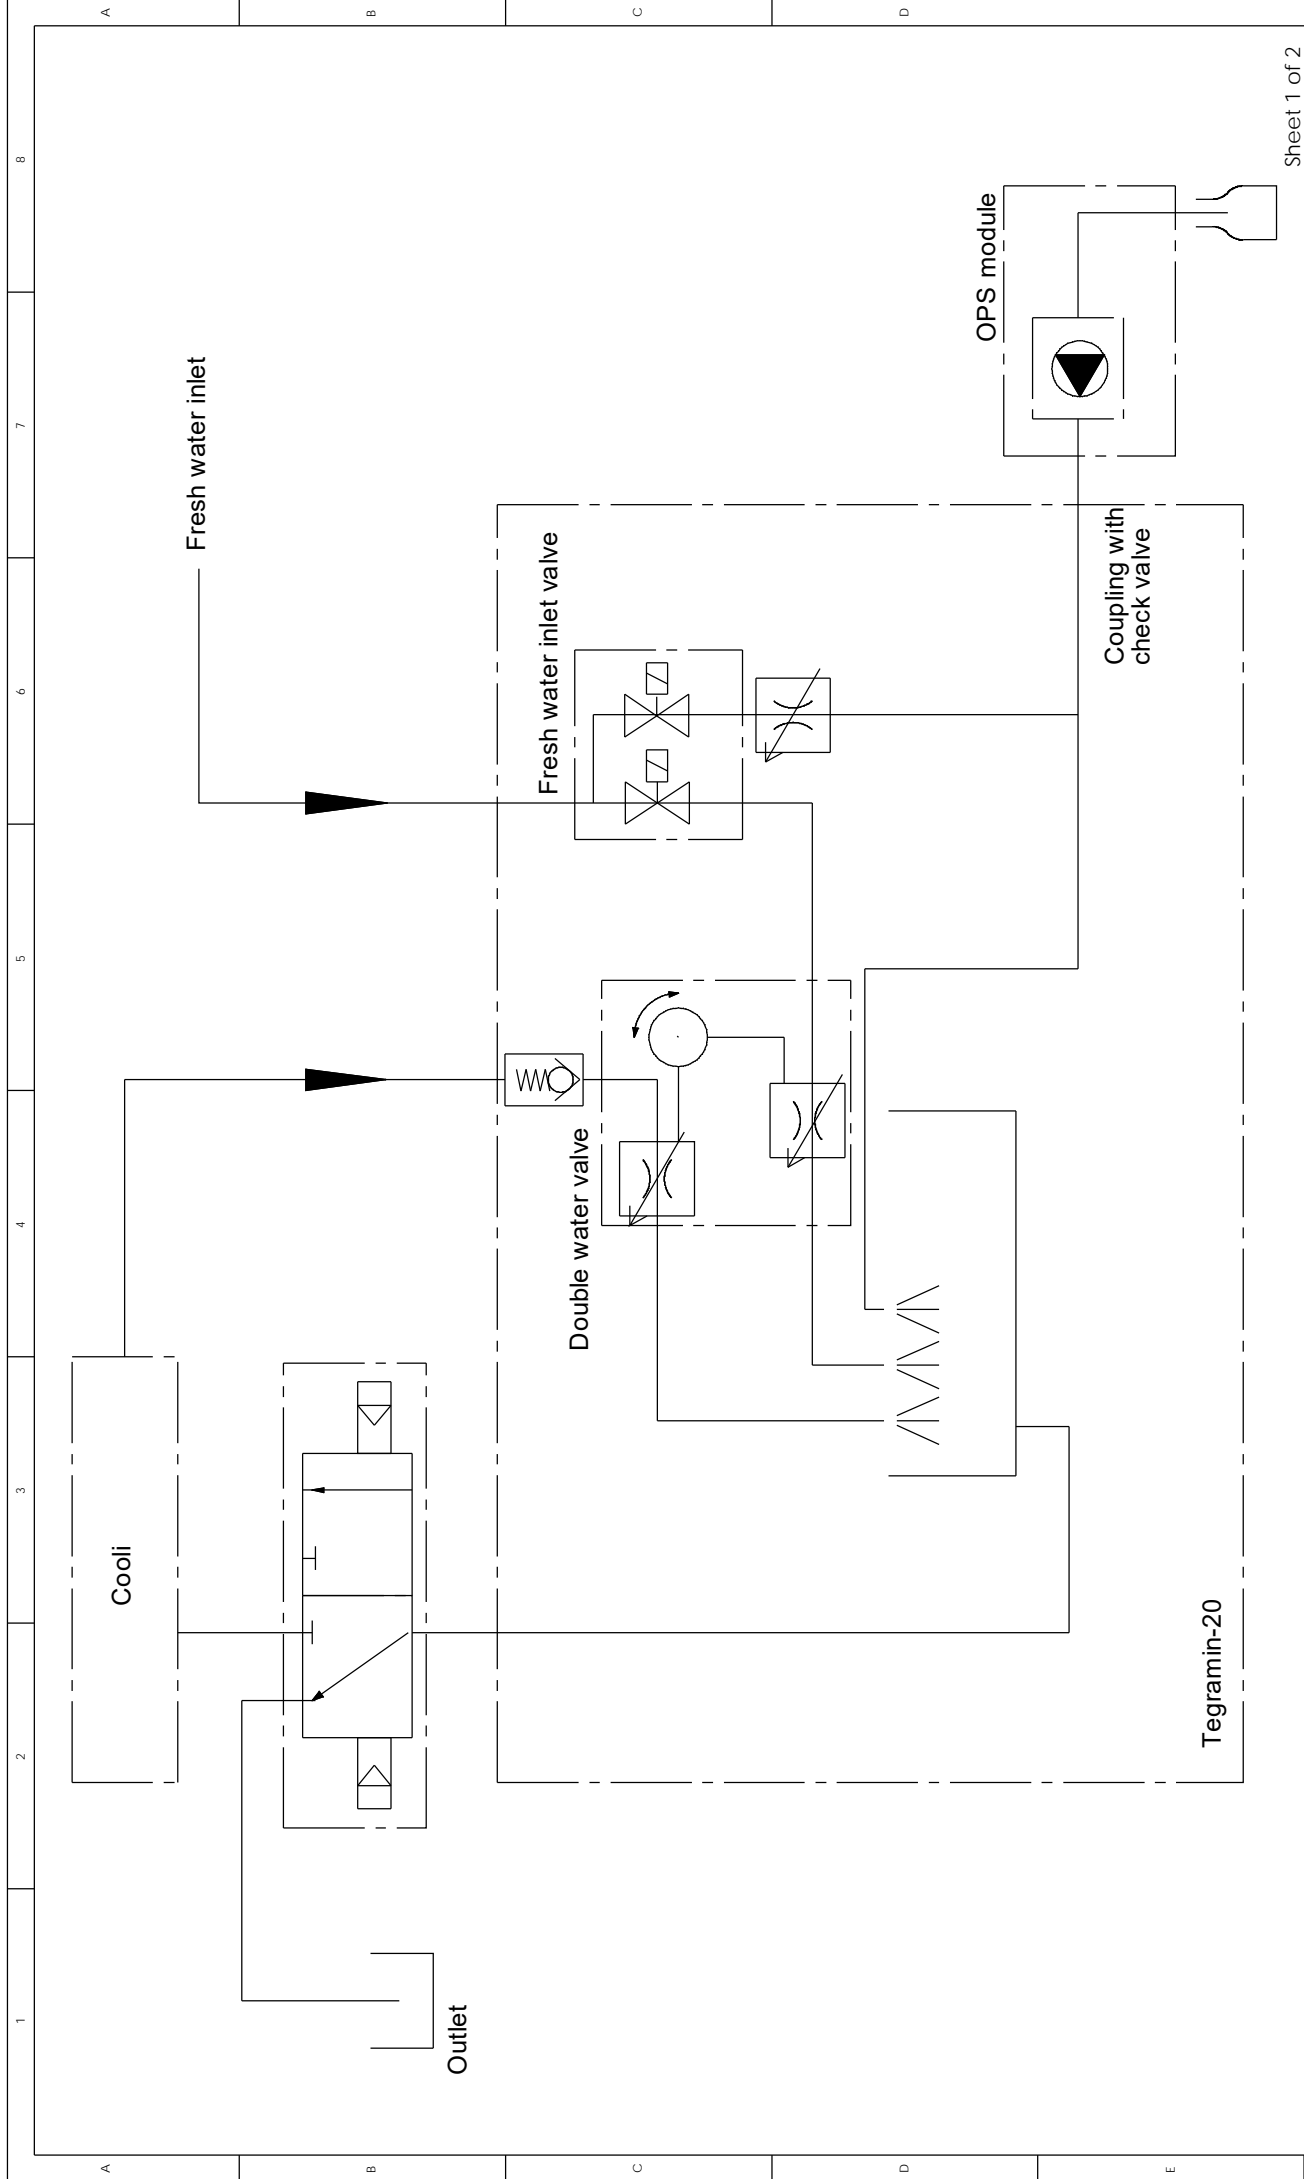 1
2
3
4
5
6
7
8
A
A
B
B
C
C
D
D
E
Cooli
Fresh water inlet
Outlet
Double water valve
Fresh water inlet valve
OPS module
Coupling with
check valve
Tegramin-20
Sheet 1 of 2